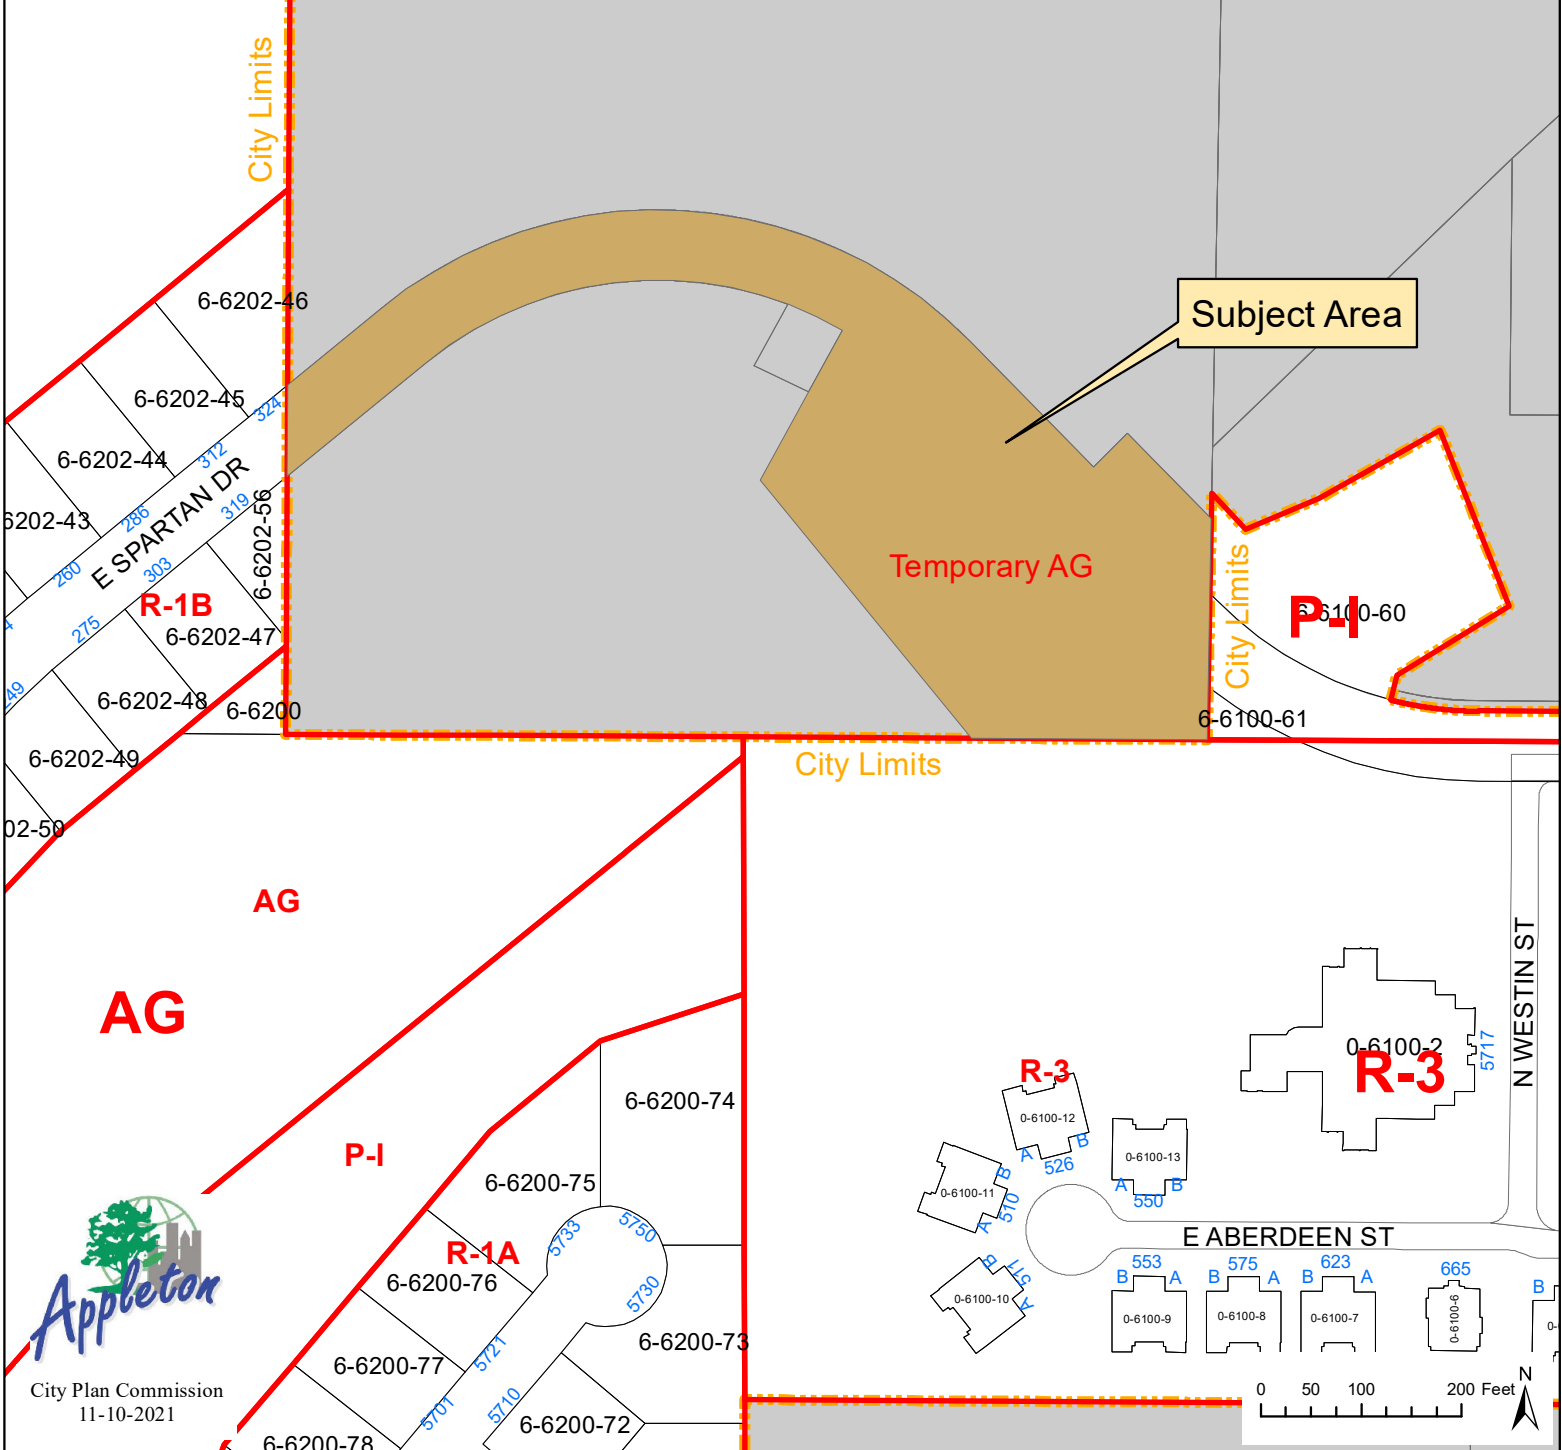 City Limits
6-6202-46
Subject Area
6-6202-45
324
6-6202-44
312
6202-43
286
E SPARTAN DR
319
6-6202-56
260
303
Temporary AG
City Limits
R-1B
P-I
6-6100-60
275
6-6202-47
249
6-6202-48
6-6200
6-6100-61
6-6202-49
City Limits
02-50
AG
AG
N WESTIN ST
0-6100-2
R-3
5717
R-3
0-6100-12
A
B
526
6-6200-74
P-I
0-6100-13
A
B
550
6-6200-75
0-6100-11
B
510
A
5733
5750
E ABERDEEN ST
R-1A
6-6200-76
5730
B
511
A
0-6100-10
553
B
A
0-6100-9
575
B
A
0-6100-8
623
B
A
0-6100-7
665
0-6100-6
B
0-
Appleton
6-6200-73
5721
6-6200-77
5701
5710
6-6200-72
6-6200-78
City Plan Commission
11-10-2021
N
0 50 100 200 Feet